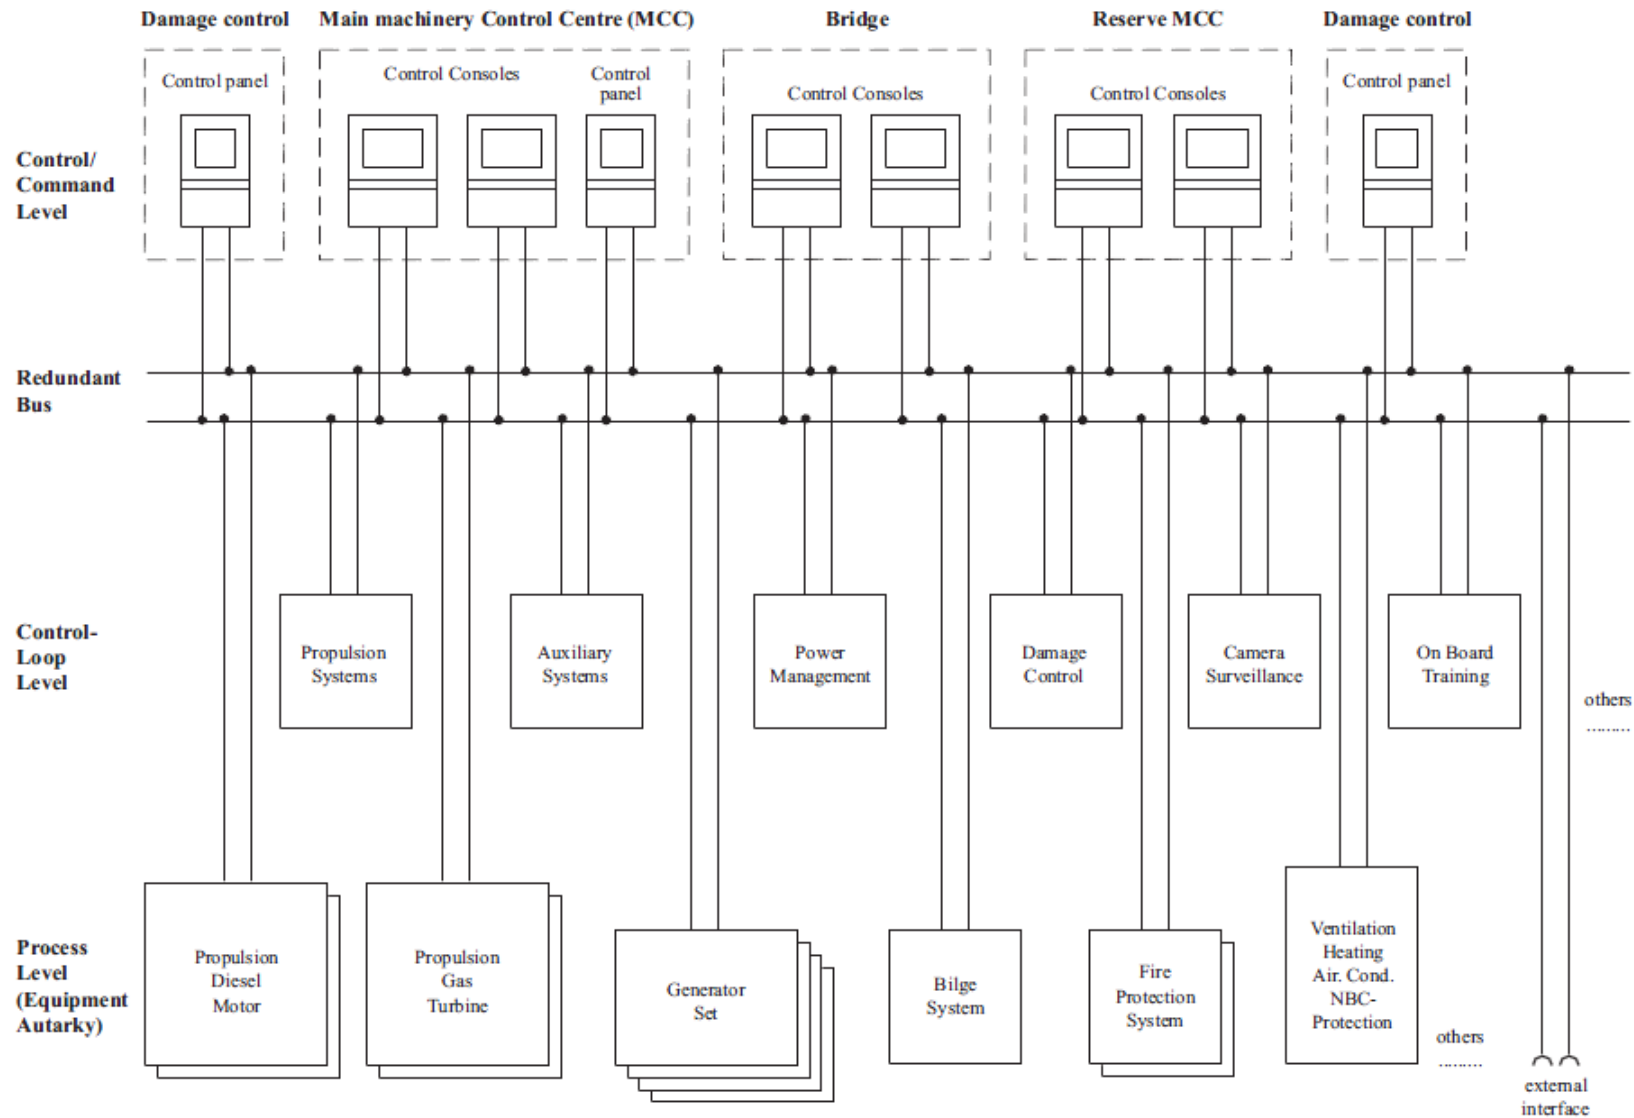 Damage control
Main machinery Control Centre (MCC)
Bridge
Reserve MCC
Damage control
Control panel
Control Consoles
Control
panel
Control Consoles
Control Consoles
Control panel
Control/
Command
Level
Redundant
Bus
Control-
Loop
Level
Propulsion
Systems
Auxiliary
Systems
Power
Management
Damage
Control
Camera
Surveillance
On Board
Training
others
.........
Process
Level
(Equipment
Autarky)
Propulsion
Diesel
Motor
Propulsion
Gas
Turbine
Generator
Set
Bilge
System
Fire
Protection
System
Ventilation
Heating
Air. Cond.
NBC-
Protection
others
.........
external
interface